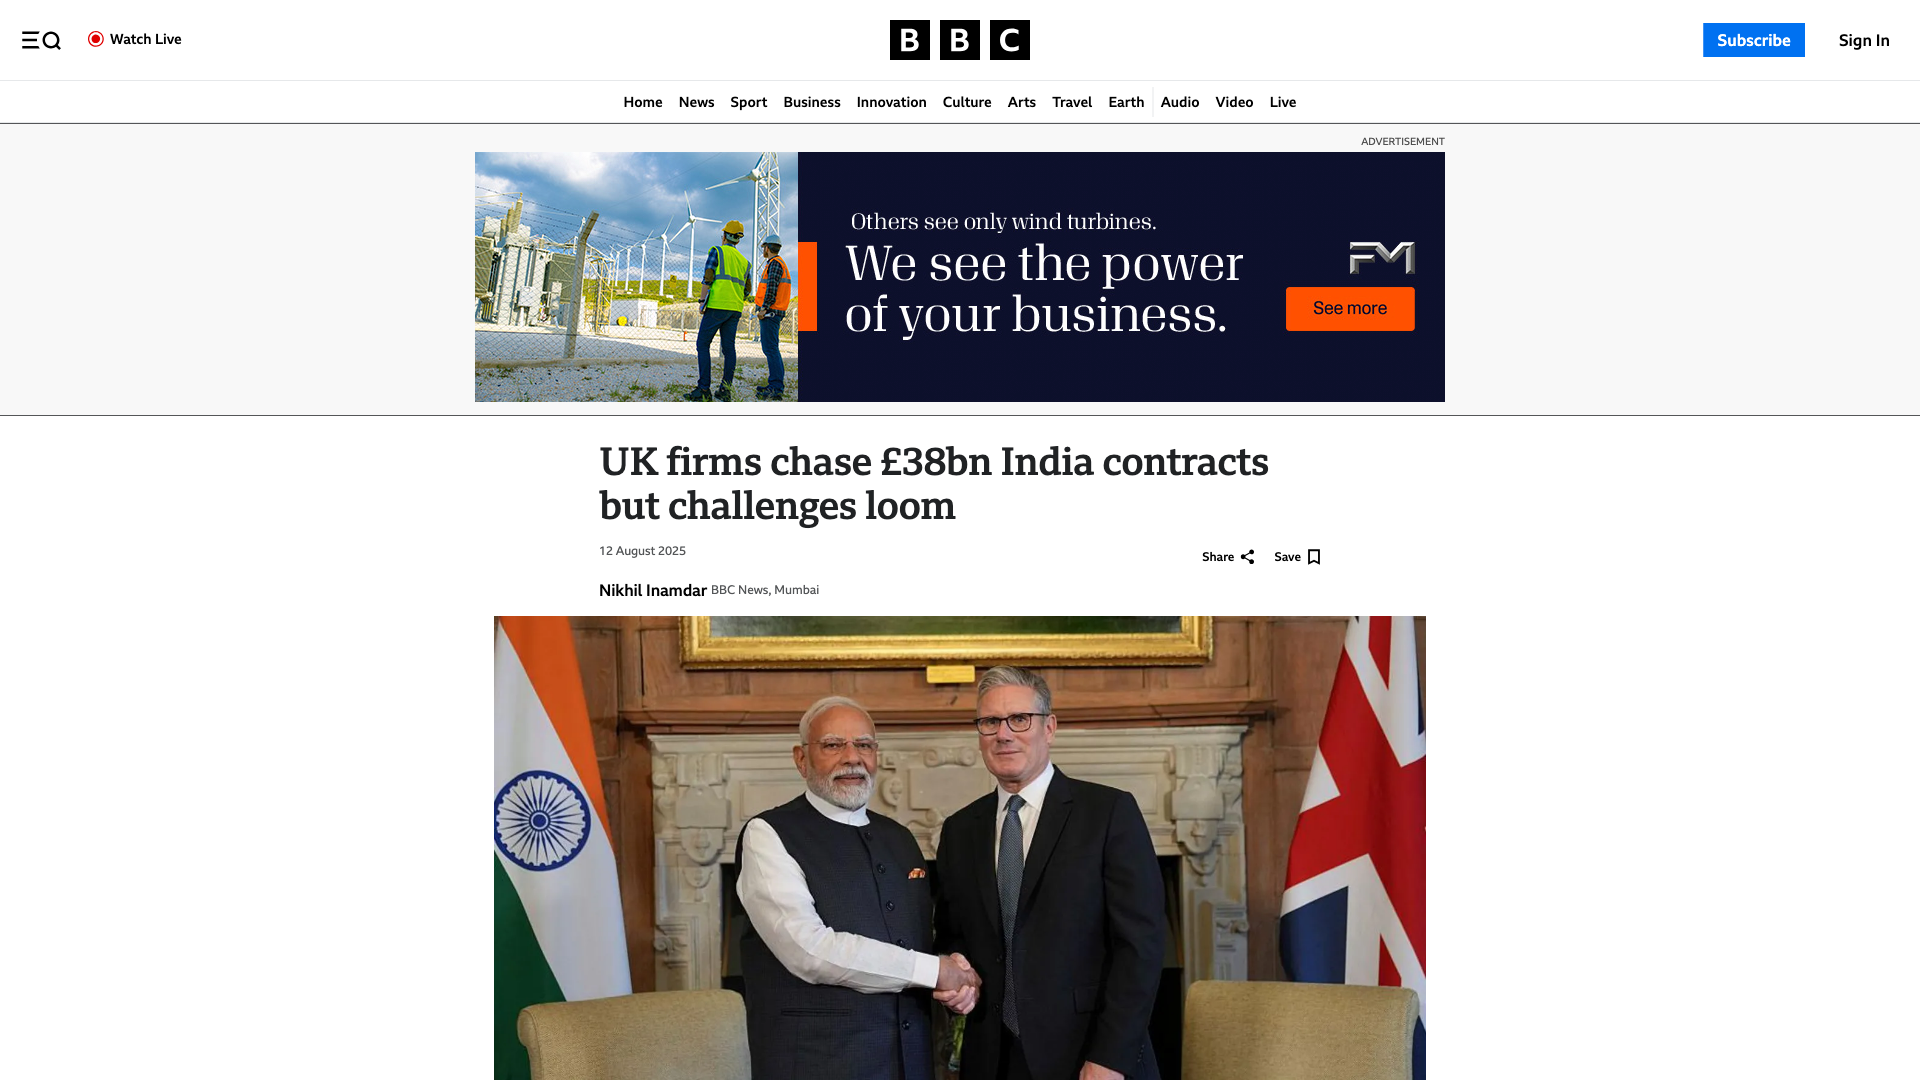 Watch Live
BBC
Subscribe
Sign In
Home News Sport Business Innovation Culture Arts Travel Earth Audio Video Live
ADVERTISEMENT
Others see only wind turbines.
We see the power
of your business.
FM
See more
UK firms chase £38bn India contracts
but challenges loom
12 August 2025
Share
Save
Nikhil Inamdar BBC News, Mumbai